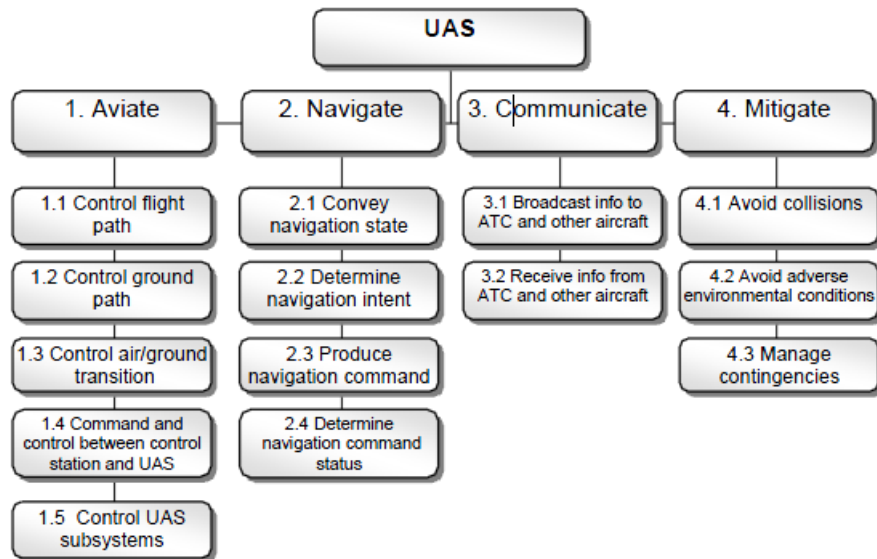 UAS
1. Aviate
2. Navigate
3. Communicate
4. Mitigate
1.1 Control flight
path
1.2 Control ground
path
1.3 Control air/ground
transition
1.4 Command and
control between control
station and UAS
1.5 Control UAS
subsystems
2.1 Convey
navigation state
2.2 Determine
navigation intent
2.3 Produce
navigation command
2.4 Determine
navigation command
status
3.1 Broadcast info to
ATC and other aircraft
3.2 Receive info from
ATC and other aircraft
4.1 Avoid collisions
4.2 Avoid adverse
environmental conditions
4.3 Manage
contingencies